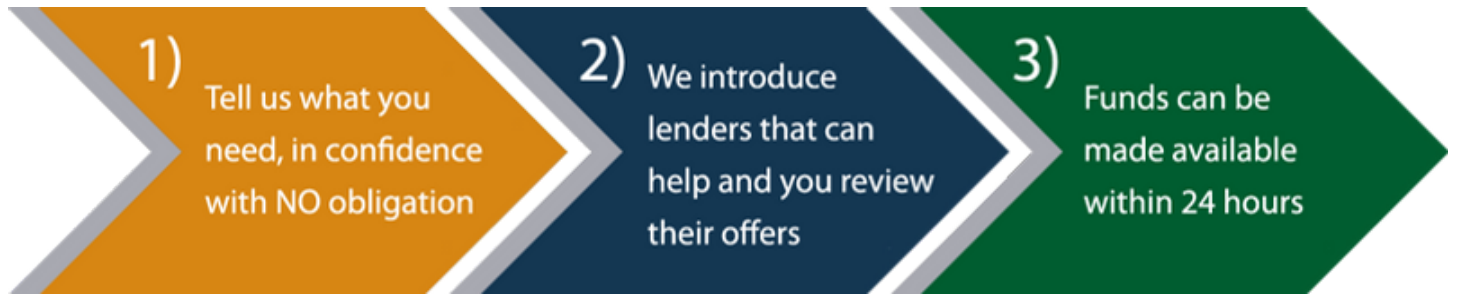 1)
Tell us what you
need, in confidence
with NO obligation
2)
We introduce
lenders that can
help and you review
their offers
3)
Funds can be
made available
within 24 hours